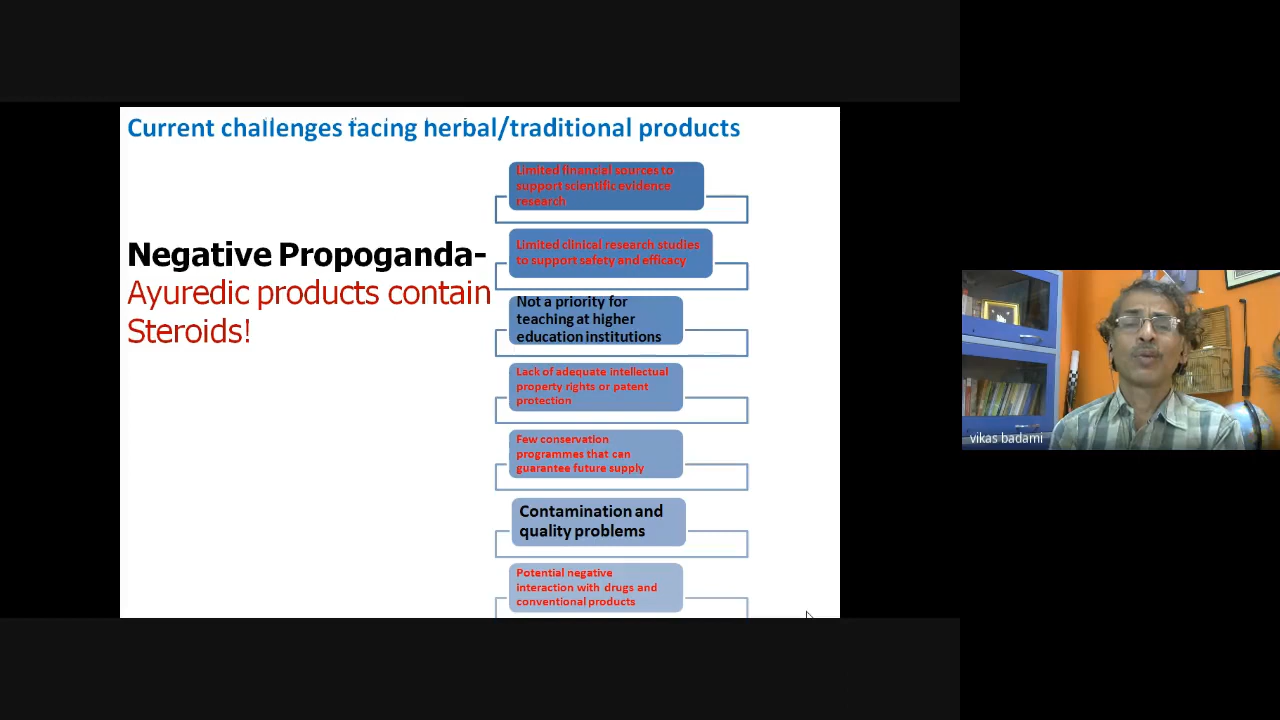 Current challenges facing herbal/traditional products
Negative Propoganda-
Ayuredic products contain
Steroids!
Limited financial sources to
support scientific evidence
research
Limited clinical research studies
to support safety and efficacy
Not a priority for
teaching at higher
education institutions
Lack of adequate intellectual
property rights or patent
protection
Few conservation
programmes that can
guarantee future supply
Contamination and
quality problems
Potential negative
interaction with drugs and
conventional products
vikas badami